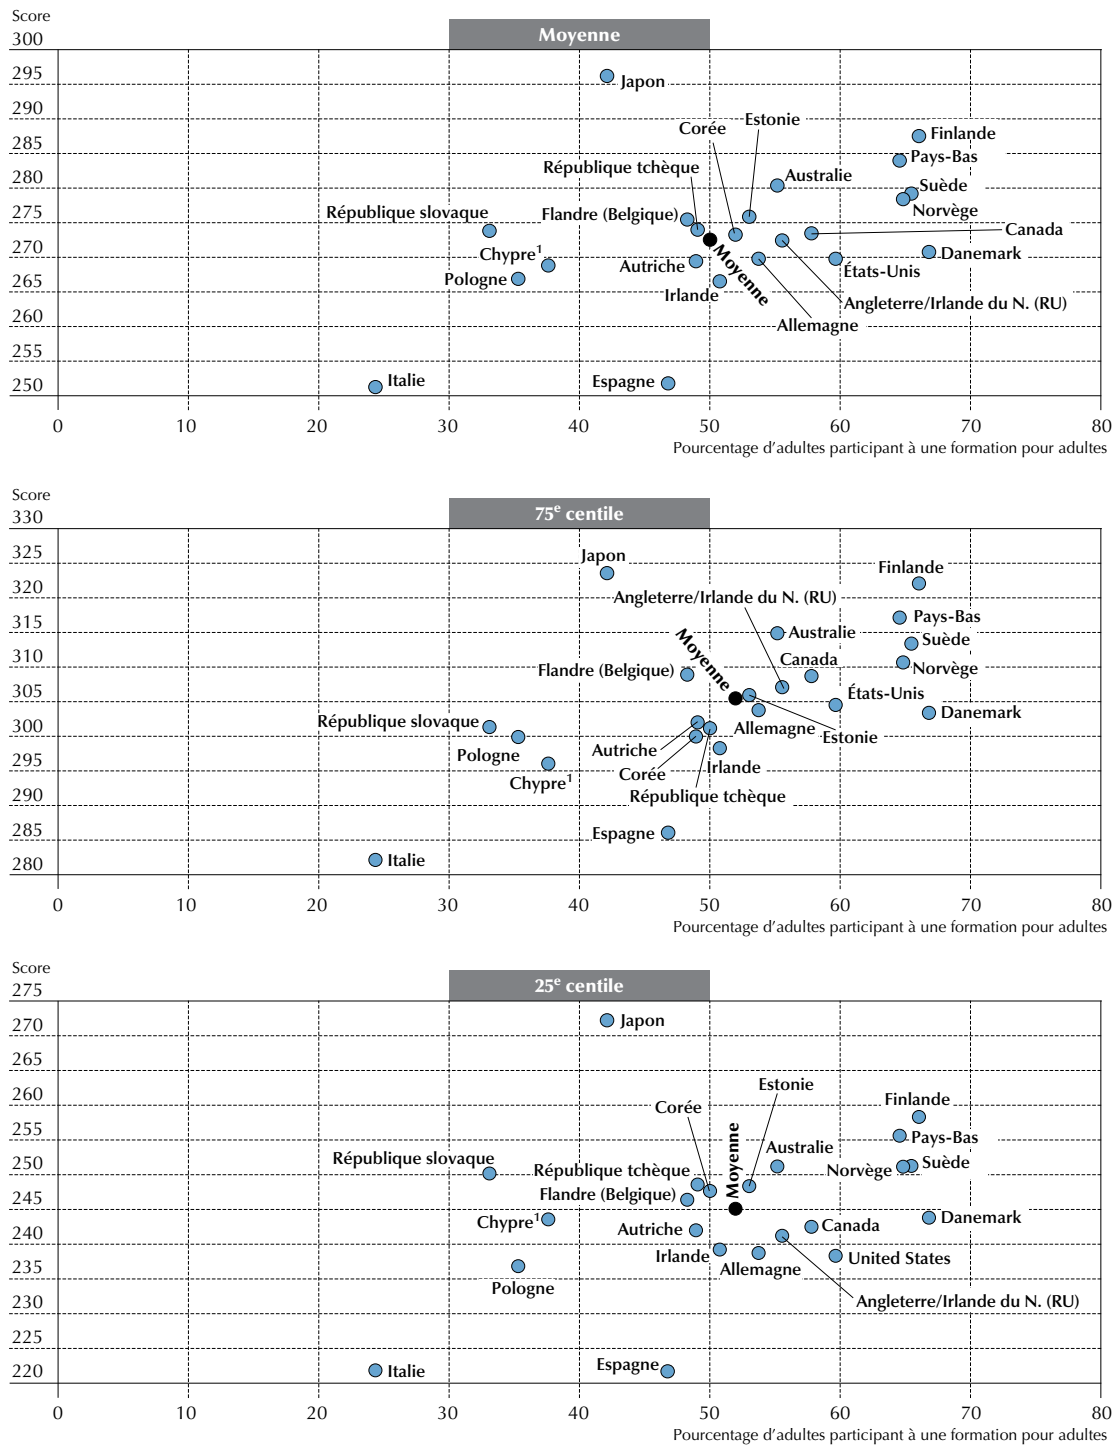 Score
Moyenne
300
295
Japon
290
Estonie
Corée
Finlande
285
Pays-Bas
République tchèque
Australie
280
Suède
Norvège
République slovaque
Flandre (Belgique)
275
Canada
Chypre¹
Danemark
270
Autriche
Moyenne
États-Unis
Pologne
265
Irlande
Angleterre/Irlande du N. (RU)
260
Allemagne
255
Italie
Espagne
250
0 10 20 30 40 50 60 70 80
Pourcentage d'adultes participant à une formation pour adultes
Score
75e centile
330
325
Japon
Finlande
320
Angleterre/Irlande du N. (RU)
315
Pays-Bas
Australie
Suède
Moyenne
310
Canada
Flandre (Belgique)
Norvège
305
États-Unis
Danemark
République slovaque
300
Allemagne
Estonie
Autriche
Pologne
295
Irlande
Corée
Chypre¹
République tchèque
290
285
Espagne
280
Italie
0 10 20 30 40 50 60 70 80
Pourcentage d'adultes participant à une formation pour adultes
Score
25e centile
275
270
Japon
265
260
Estonie
Finlande
Corée
255
Pays-Bas
Moyenne
Australie
250
République slovaque
Suède
République tchèque
Norvège
Flandre (Belgique)
245
Chypre¹
Danemark
Canada
Autriche
240
Irlande
United States
Allemagne
235
Pologne
Angleterre/Irlande du N. (RU)
230
225
Espagne
220
Italie
0 10 20 30 40 50 60 70 80
Pourcentage d'adultes participant à une formation pour adultes